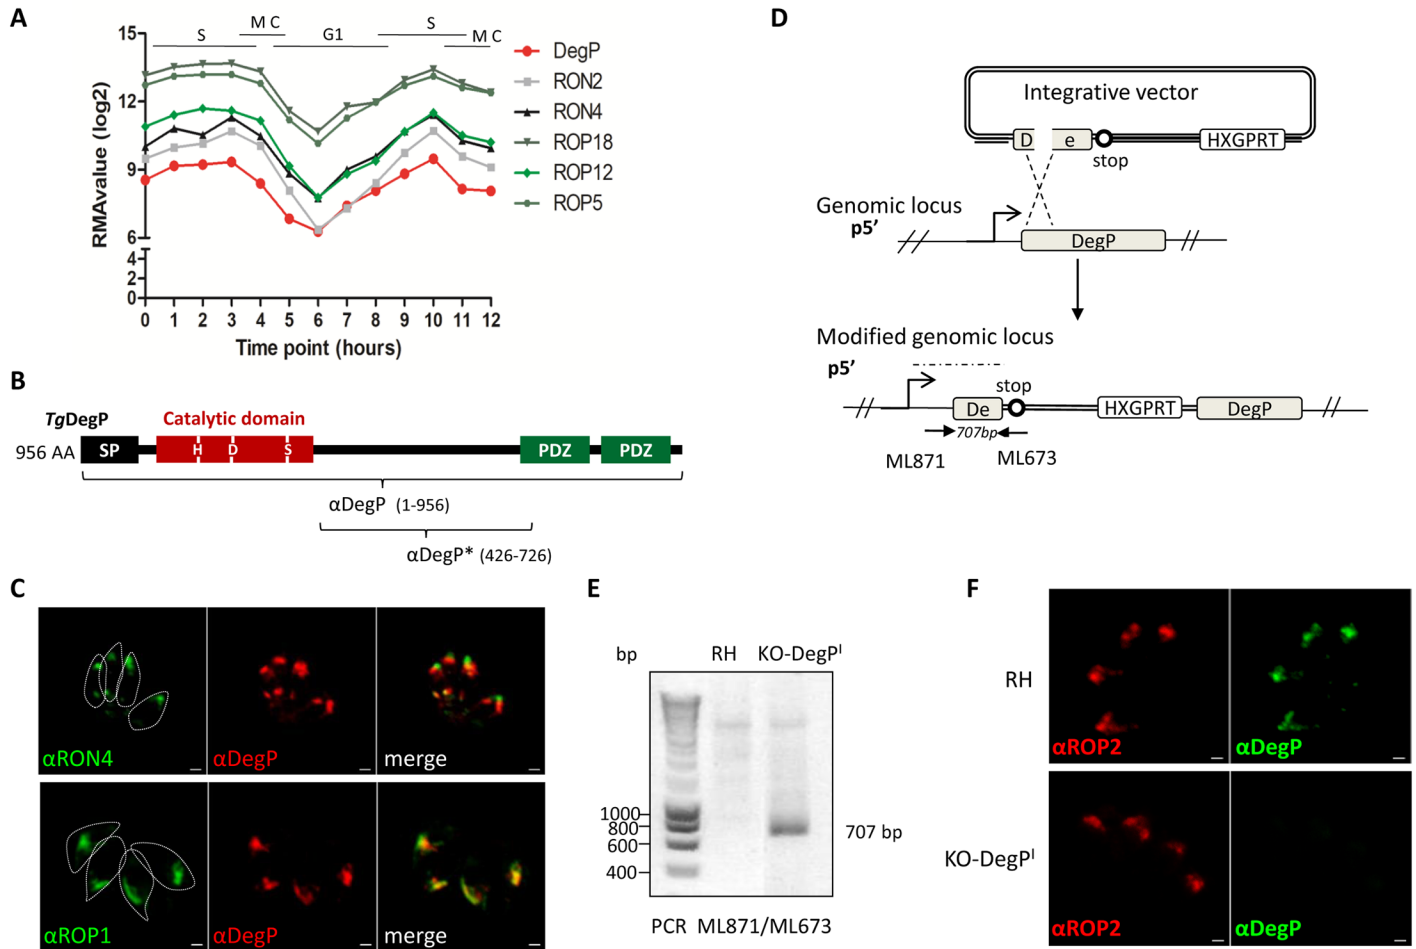 A
RMAvalue (log2)
15
12
9
6
4
2
0
S
M C
G1
S
M C
0 1 2 3 4 5 6 7 8 9 10 11 12
Time point (hours)
DegP
RON2
RON4
ROP18
ROP12
ROP5
B
TgDegP
Catalytic domain
956 AA
SP
H D S
PDZ
PDZ
αDegP (1-956)
αDegP* (426-726)
C
αRON4
αDegP
merge
αROP1
αDegP
merge
D
Integrative vector
D e
stop
HXGPRT
Genomic locus
p5’
DegP
Modified genomic locus
p5’
stop
De
HXGPRT
DegP
707bp
ML871
ML673
E
bp
RH KO-DegPᴵ
1000
800
600
400
707 bp
PCR ML871/ML673
F
RH
αROP2
αDegP
KO-DegPᴵ
αROP2
αDegP